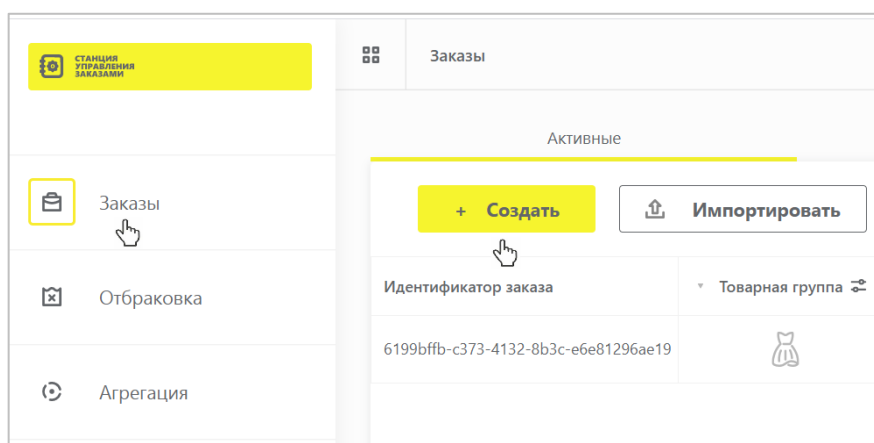 СТАНЦИЯ
УПРАВЛЕНИЯ
ЗАКАЗАМИ
Заказы
Активные
Заказы
+ Создать
Импортировать
Идентификатор заказа
Товарная группа
Отбраковка
6199bffb-c373-4132-8b3c-e6e81296ae19
Агрегация